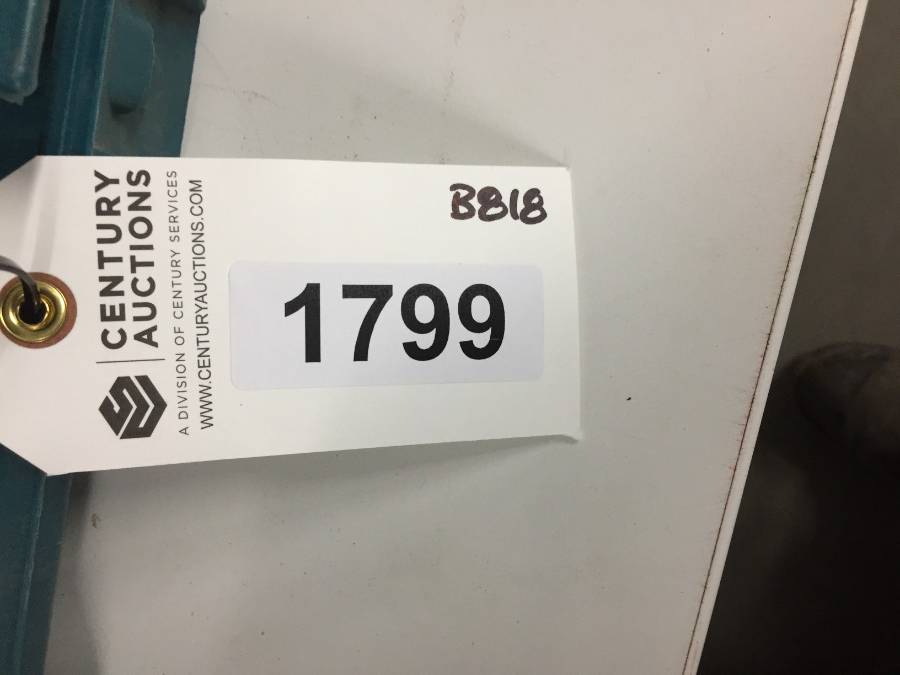 CENTURY
AUCTIONS
A DIVISION OF CENTURY SERVICES
WWW.CENTURYAUCTIONS.COM
B818
1799